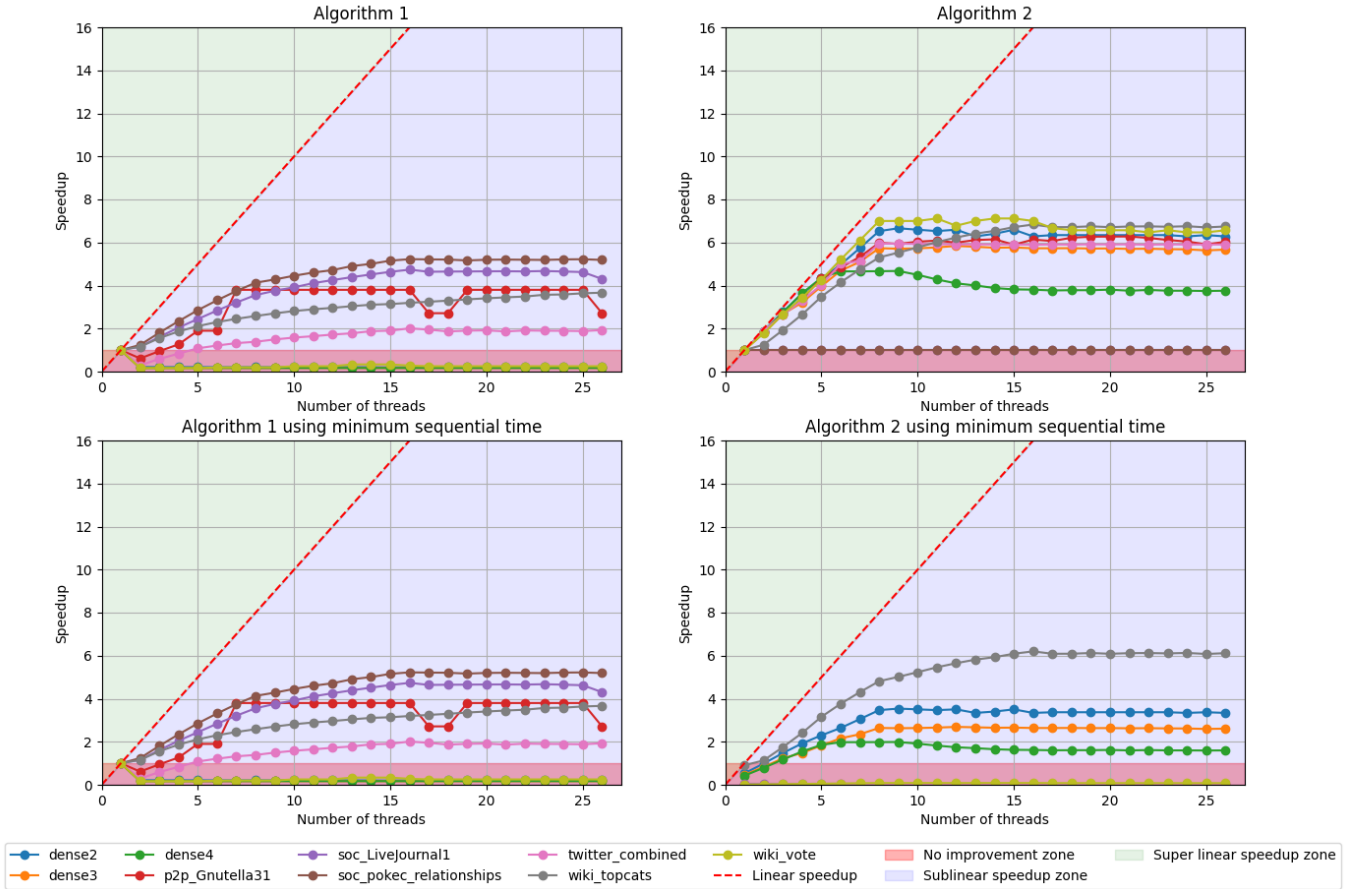 Algorithm 1
16
14
12
10
8
6
4
2
0
Speedup
0 5 10 15 20 25
Number of threads
Algorithm 2
16
14
12
10
8
6
4
2
0
Speedup
0 5 10 15 20 25
Number of threads
Algorithm 1 using minimum sequential time
16
14
12
10
8
6
4
2
0
Speedup
0 5 10 15 20 25
Number of threads
Algorithm 2 using minimum sequential time
16
14
12
10
8
6
4
2
0
Speedup
0 5 10 15 20 25
Number of threads
dense2 dense4 soc_LiveJournal1 twitter_combined wiki_vote No improvement zone Super linear speedup zone
dense3 p2p_Gnutella31 soc_pokec_relationships wiki_topcats Linear speedup Sublinear speedup zone